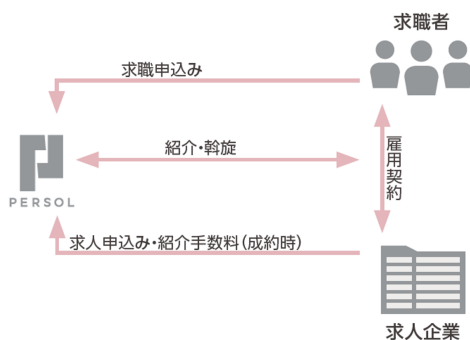 求職者
求職申込み
紹介・斡旋
雇用契約
PERSOL
求人申込み・紹介手数料(成約時)
求人企業